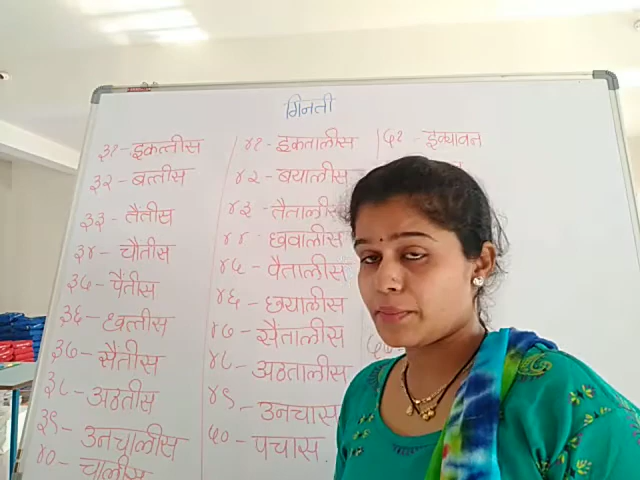 गिनती
३१ - इकत्तीस
३२ - बत्तीस
३३ - तैंतीस
३४ - चौंतीस
३५ - पैंतीस
३६ - छत्तीस
३७ - सैंतीस
३८ - अठतीस
३९ - उनचालीस
४० - चालीस
४१ - इकतालीस
४२ - बयालीस
४३ - तैतालीस
४४ - छवालीस
४५ - पैतालीस
४६ - छयालीस
४७ - सैतालीस
४८ - अठतालीस
४९ - उनचास
५० - पचास.
५१ - इक्यावन